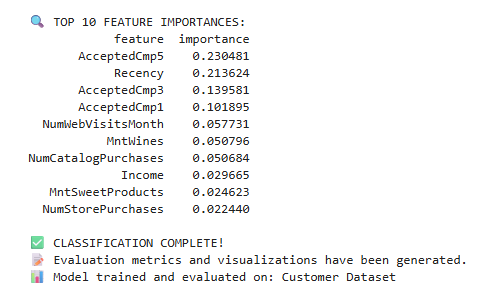 🔍 TOP 10 FEATURE IMPORTANCES:
feature importance
AcceptedCmp5 0.230481
Recency 0.213624
AcceptedCmp3 0.139581
AcceptedCmp1 0.101895
NumWebVisitsMonth 0.057731
MntWines 0.050796
NumCatalogPurchases 0.050684
Income 0.029665
MntSweetProducts 0.024623
NumStorePurchases 0.022440
✅ CLASSIFICATION COMPLETE!
📝 Evaluation metrics and visualizations have been generated.
📊 Model trained and evaluated on: Customer Dataset